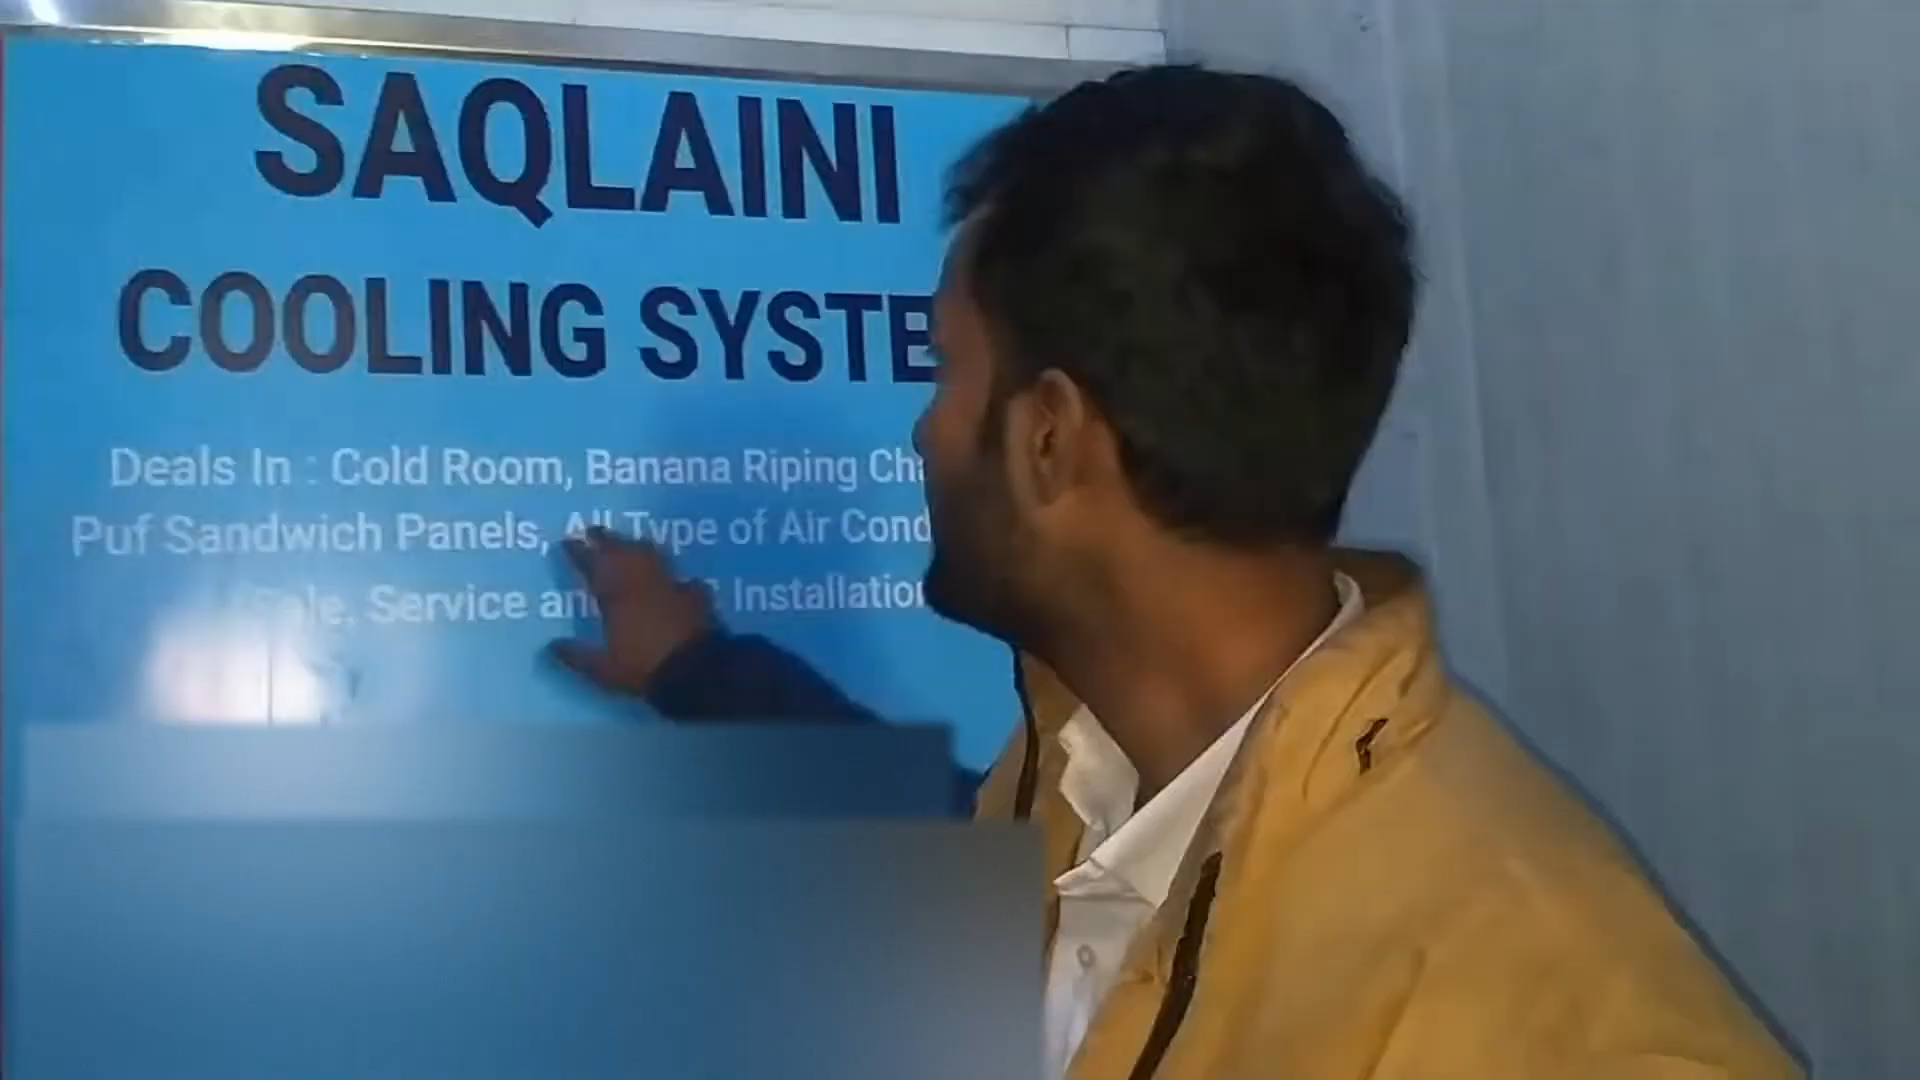 SAQLAINI
COOLING SYSTE
Deals In : Cold Room, Banana Riping Cha
Puf Sandwich Panels, All Type of Air Cond
Sale, Service and Installation